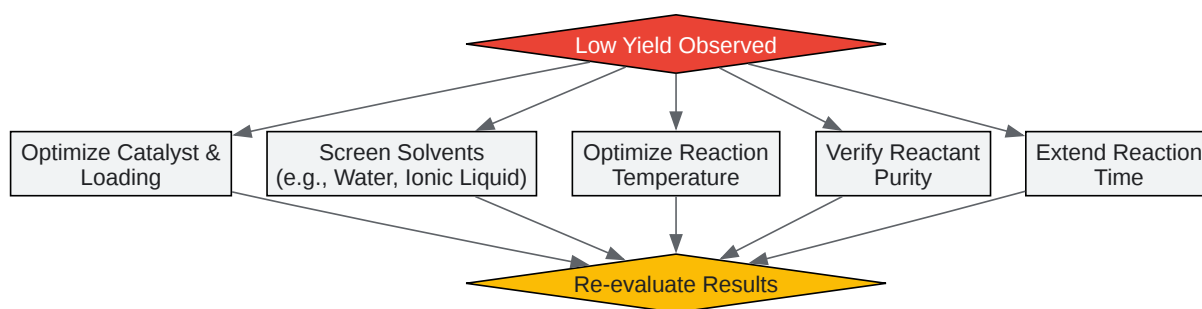 Low Yield Observed
Optimize Catalyst &
Loading
Screen Solvents
(e.g., Water, Ionic Liquid)
Optimize Reaction
Temperature
Verify Reactant
Purity
Extend Reaction
Time
Re-evaluate Results